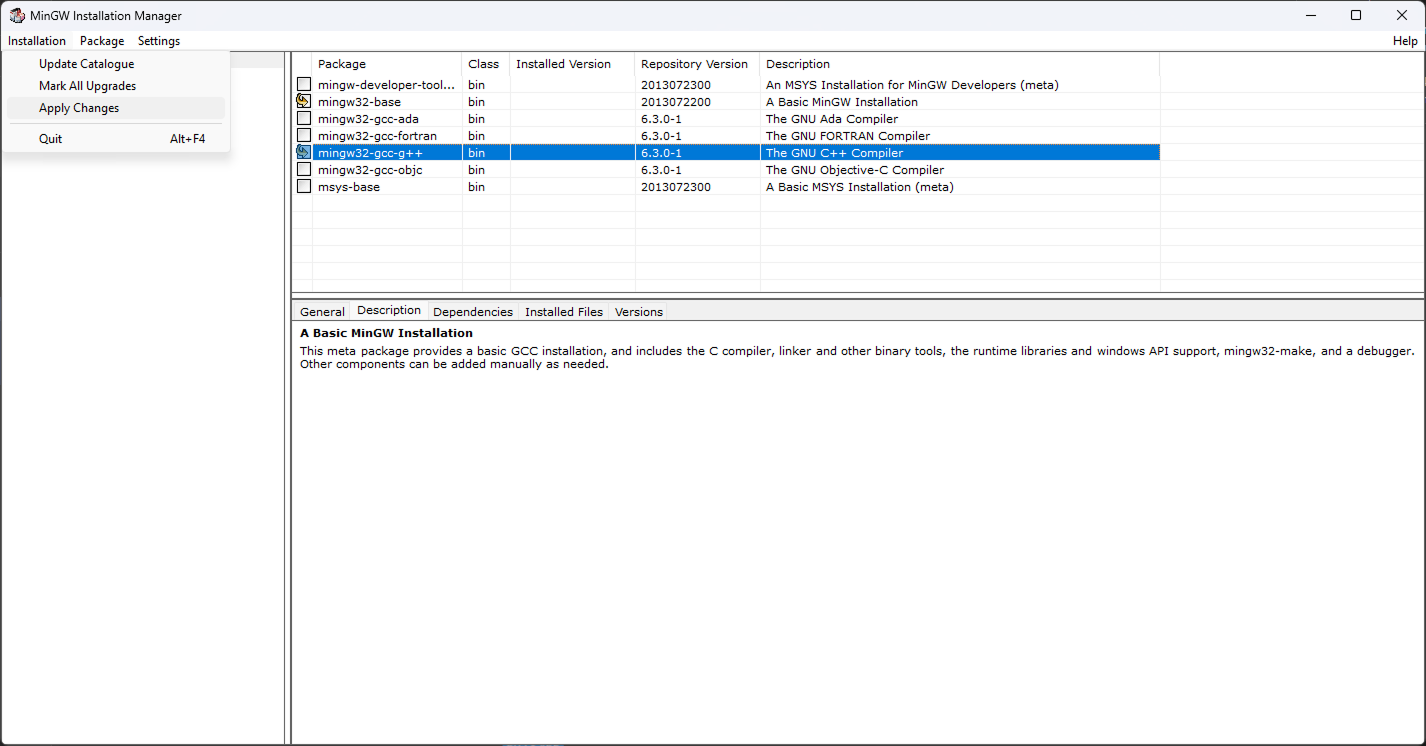 MinGW Installation Manager
Installation Package Settings Help
Update Catalogue
Mark All Upgrades
Apply Changes
Quit Alt+F4
Package Class Installed Version Repository Version Description
mingw-developer-tool... bin 2013072300 An MSYS Installation for MinGW Developers (meta)
mingw32-base bin 2013072200 A Basic MinGW Installation
mingw32-gcc-ada bin 6.3.0-1 The GNU Ada Compiler
mingw32-gcc-fortran bin 6.3.0-1 The GNU FORTRAN Compiler
mingw32-gcc-g++ bin 6.3.0-1 The GNU C++ Compiler
mingw32-gcc-objc bin 6.3.0-1 The GNU Objective-C Compiler
msys-base bin 2013072300 A Basic MSYS Installation (meta)
General Description Dependencies Installed Files Versions
A Basic MinGW Installation
This meta package provides a basic GCC installation, and includes the C compiler, linker and other binary tools, the runtime libraries and windows API support, mingw32-make, and a debugger.
Other components can be added manually as needed.